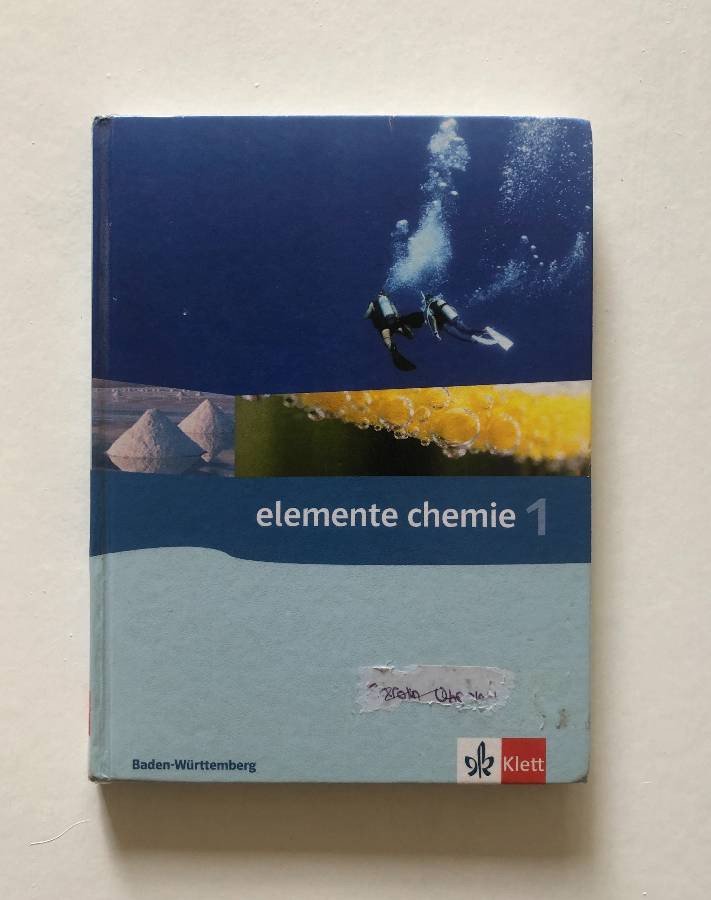 elemente chemie 1
Baden-Württemberg
Klett